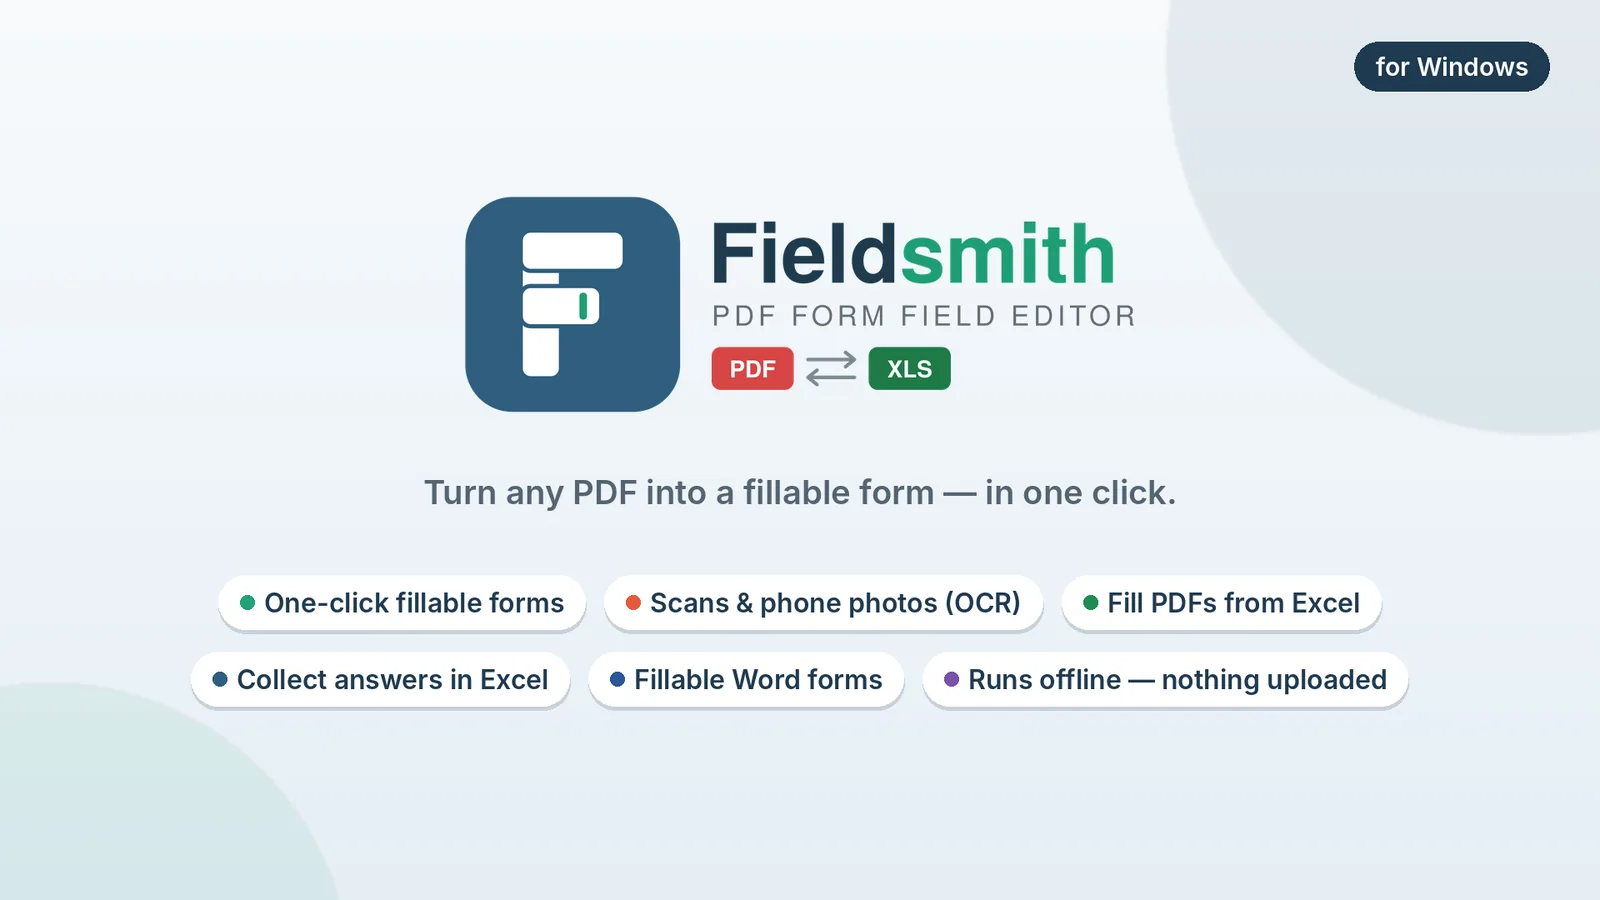 for Windows
Fieldsmith
PDF FORM FIELD EDITOR
PDF XLS
Turn any PDF into a fillable form — in one click.
One-click fillable forms Scans & phone photos (OCR) Fill PDFs from Excel
Collect answers in Excel Fillable Word forms Runs offline — nothing uploaded